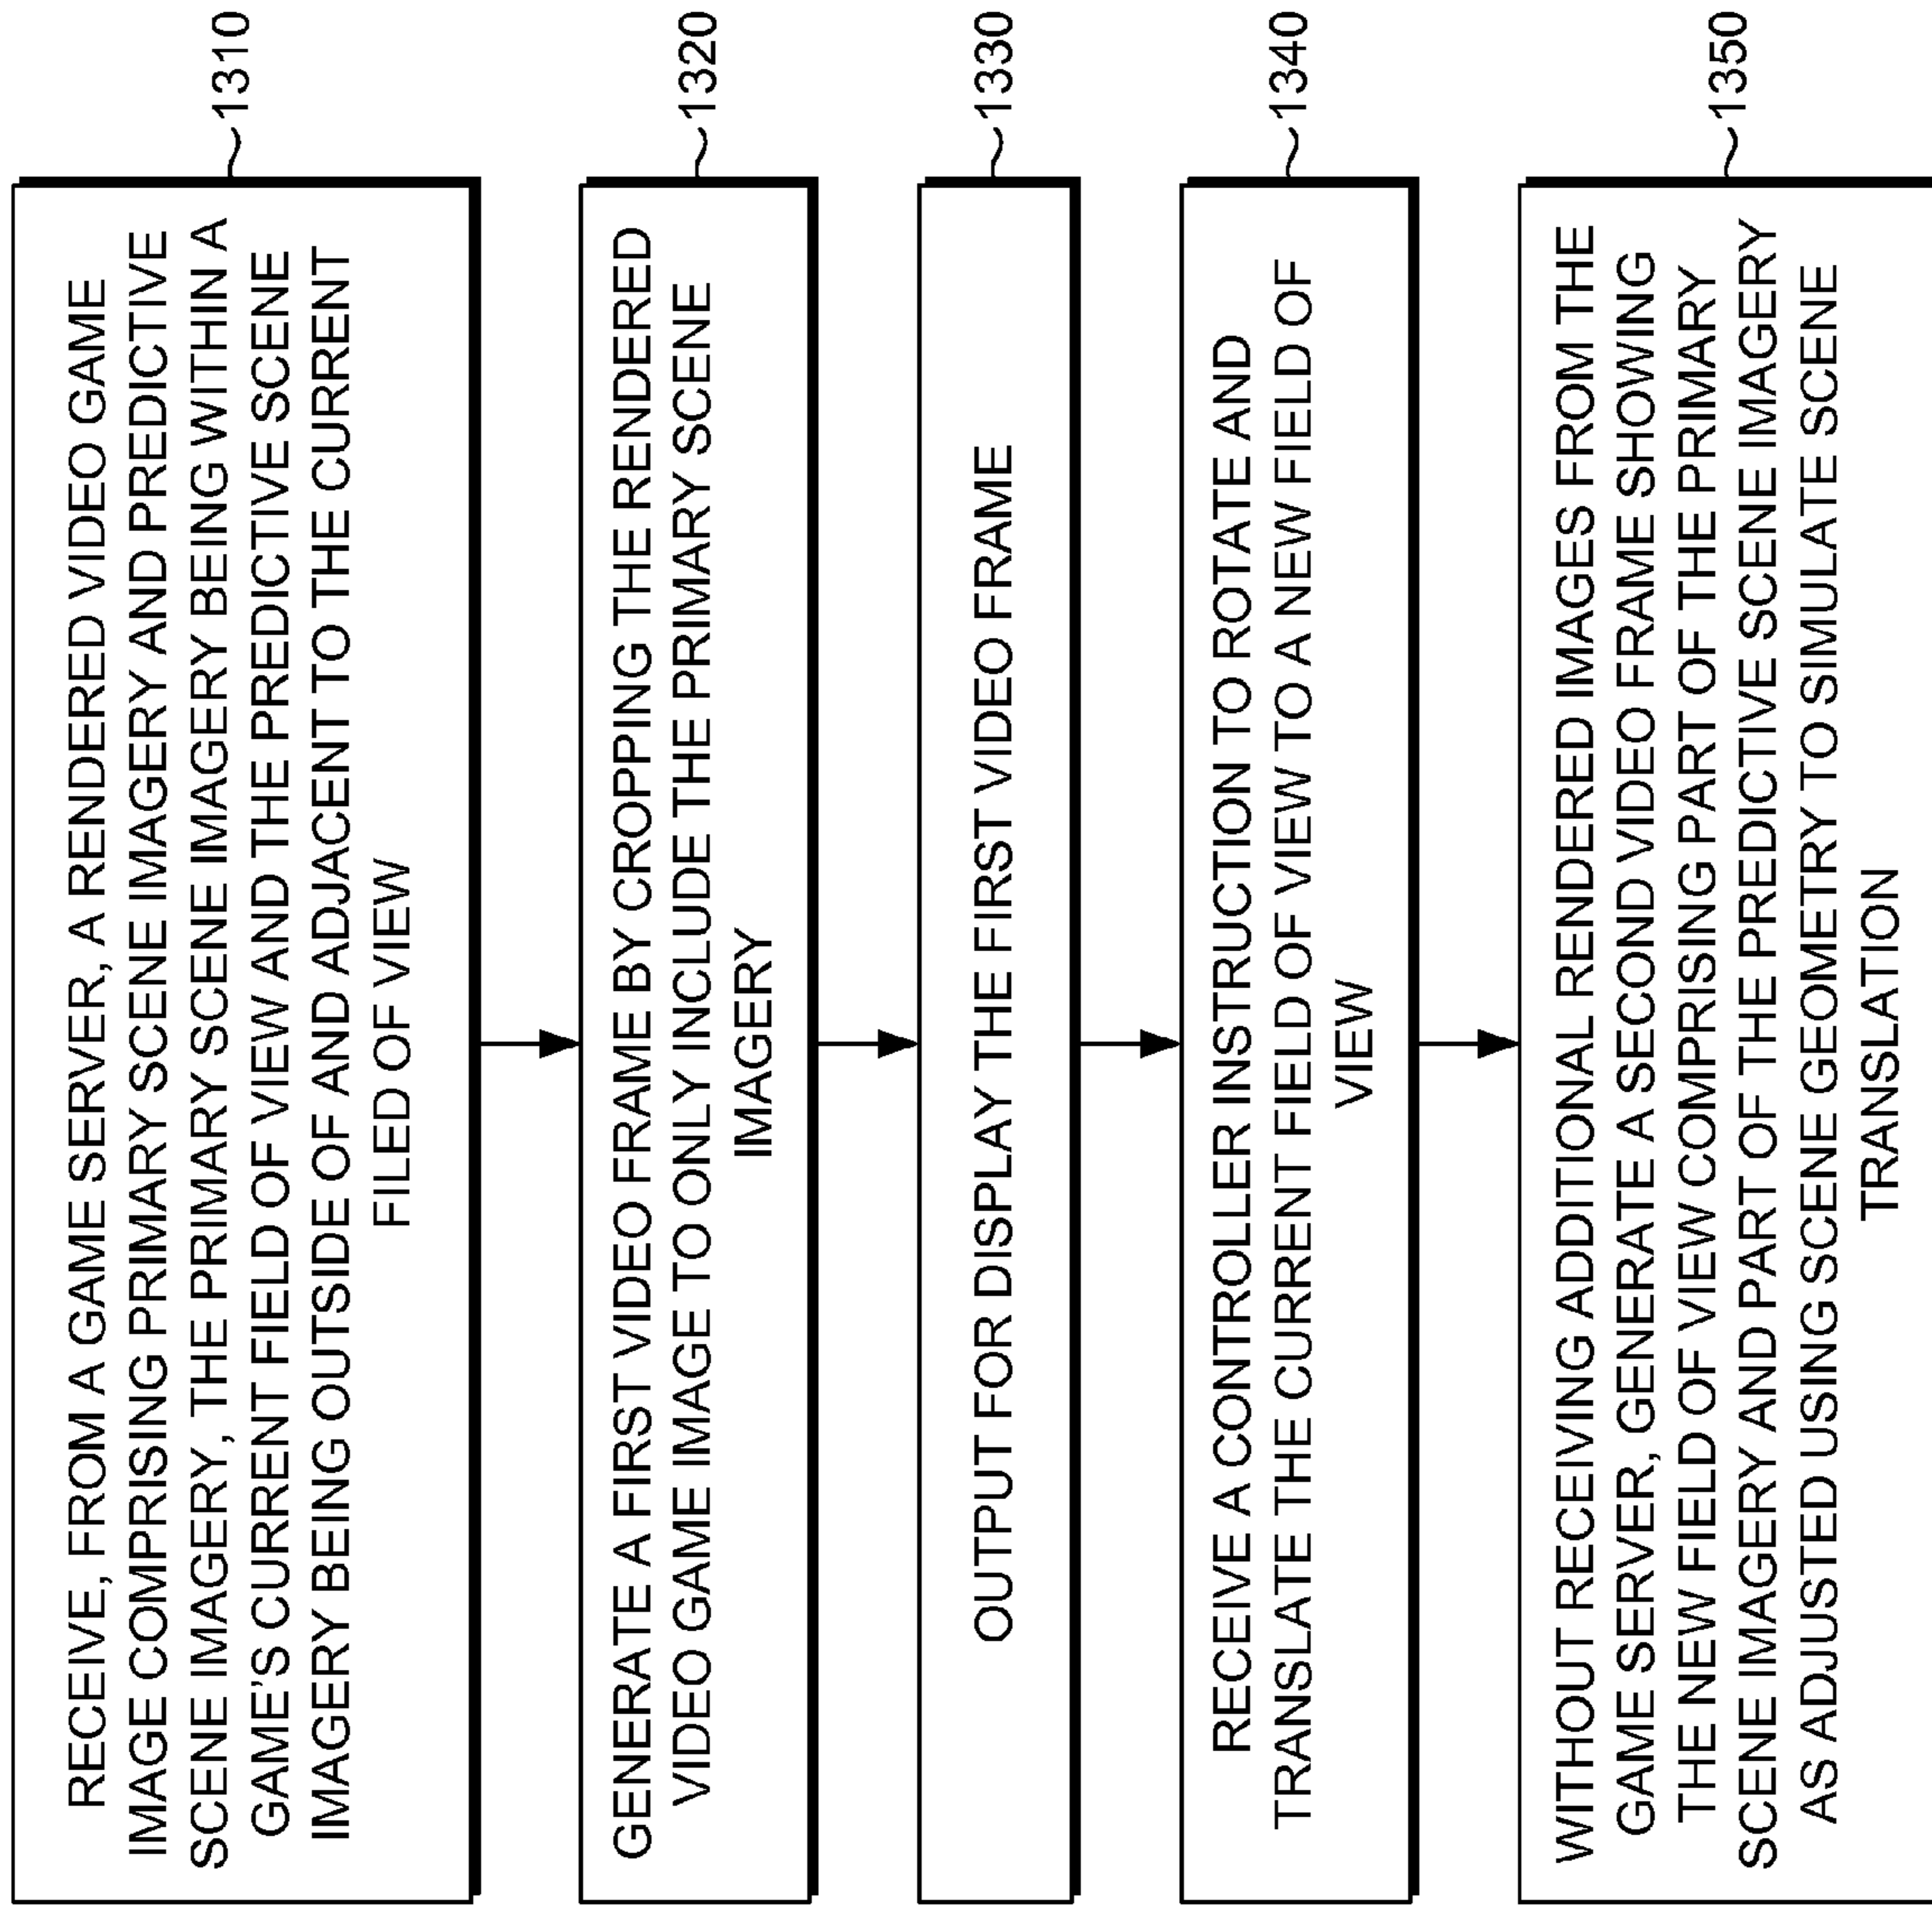 RECEIVE, FROM A GAME SERVER, A RENDERED VIDEO GAME
IMAGE COMPRISING PRIMARY SCENE IMAGERY AND PREDICTIVE
SCENE IMAGERY, THE PRIMARY SCENE IMAGERY BEING WITHIN A
GAME'S CURRENT FIELD OF VIEW AND THE PREDICTIVE SCENE
IMAGERY BEING OUTSIDE OF AND ADJACENT TO THE CURRENT
FILED OF VIEW
1310
GENERATE A FIRST VIDEO FRAME BY CROPPING THE RENDERED
VIDEO GAME IMAGE TO ONLY INCLUDE THE PRIMARY SCENE
IMAGERY
1320
OUTPUT FOR DISPLAY THE FIRST VIDEO FRAME
1330
RECEIVE A CONTROLLER INSTRUCTION TO ROTATE AND
TRANSLATE THE CURRENT FIELD OF VIEW TO A NEW FIELD OF
VIEW
1340
WITHOUT RECEIVING ADDITIONAL RENDERED IMAGES FROM THE
GAME SERVER, GENERATE A SECOND VIDEO FRAME SHOWING
THE NEW FIELD OF VIEW COMPRISING PART OF THE PRIMARY
SCENE IMAGERY AND PART OF THE PREDICTIVE SCENE IMAGERY
AS ADJUSTED USING SCENE GEOMETRY TO SIMULATE SCENE
TRANSLATION
1350